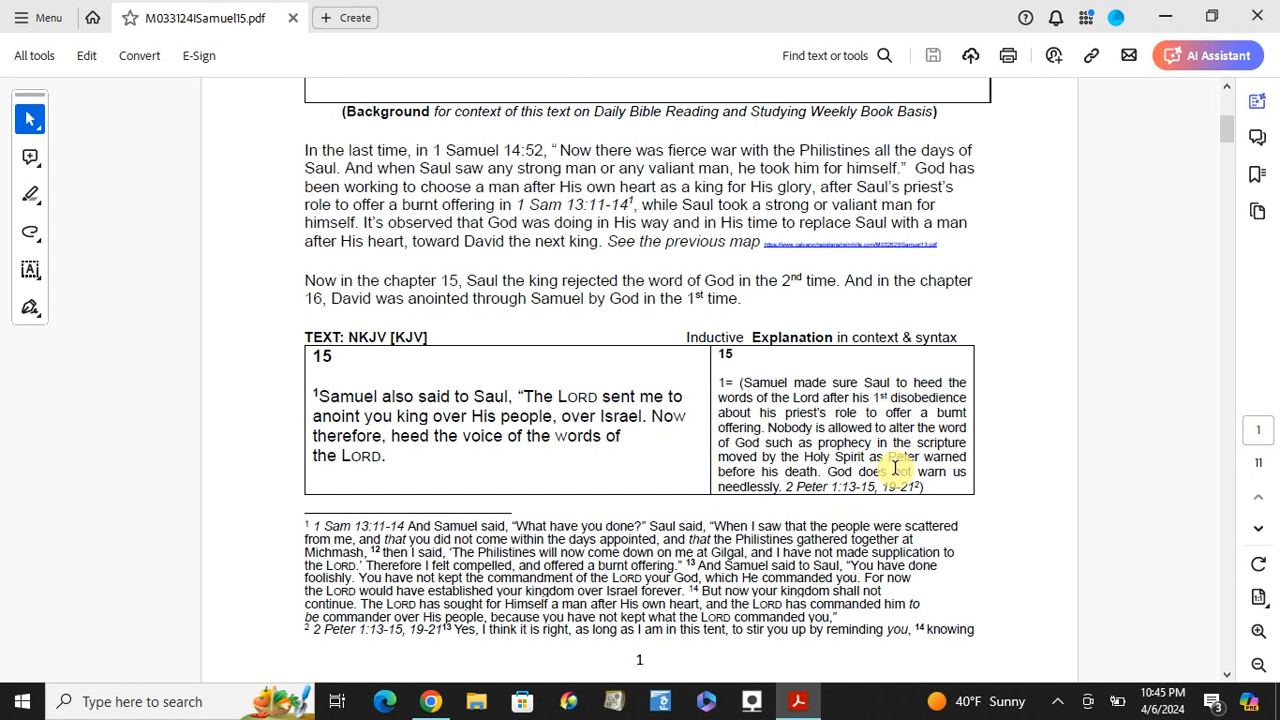 Menu
M033124ISamuel15.pdf
Create
All tools
Edit
Convert
E-Sign
Find text or tools
AI Assistant
(Background for context of this text on Daily Bible Reading and Studying Weekly Book Basis)
In the last time, in 1 Samuel 14:52, “ Now there was fierce war with the Philistines all the days of
Saul. And when Saul saw any strong man or any valiant man, he took him for himself.” God has
been working to choose a man after His own heart as a king for His glory, after Saul’s priest’s
role to offer a burnt offering in 1 Sam 13:11-14¹, while Saul took a strong or valiant man for
himself. It’s observed that God was doing in His way and in His time to replace Saul with a man
after His heart, toward David the next king. See the previous map
Now in the chapter 15, Saul the king rejected the word of God in the 2nd time. And in the chapter
16, David was anointed through Samuel by God in the 1st time.
TEXT: NKJV [KJV]
Inductive Explanation in context & syntax
15
¹Samuel also said to Saul, “The LORD sent me to
anoint you king over His people, over Israel. Now
therefore, heed the voice of the words of
the LORD.
15
1= (Samuel made sure Saul to heed the
words of the Lord after his 1st disobedience
about his priest’s role to offer a burnt
offering. Nobody is allowed to alter the word
of God such as prophecy in the scripture
moved by the Holy Spirit as Peter warned
before his death. God does not warn us
needlessly. 2 Peter 1:13-15, 19-21²)
¹ 1 Sam 13:11-14 And Samuel said, “What have you done?” Saul said, “When I saw that the people were scattered
from me, and that you did not come within the days appointed, and that the Philistines gathered together at
Michmash, ¹² then I said, ‘The Philistines will now come down on me at Gilgal, and I have not made supplication to
the LORD.’ Therefore I felt compelled, and offered a burnt offering.” ¹³ And Samuel said to Saul, “You have done
foolishly. You have not kept the commandment of the LORD your God, which He commanded you. For now
the LORD would have established your kingdom over Israel forever. ¹⁴ But now your kingdom shall not
continue. The LORD has sought for Himself a man after His own heart, and the LORD has commanded him to
be commander over His people, because you have not kept what the LORD commanded you,”
² 2 Peter 1:13-15, 19-21¹³ Yes, I think it is right, as long as I am in this tent, to stir you up by reminding you, ¹⁴ knowing
1
1
11
Type here to search
40°F Sunny
10:45 PM
4/6/2024
3